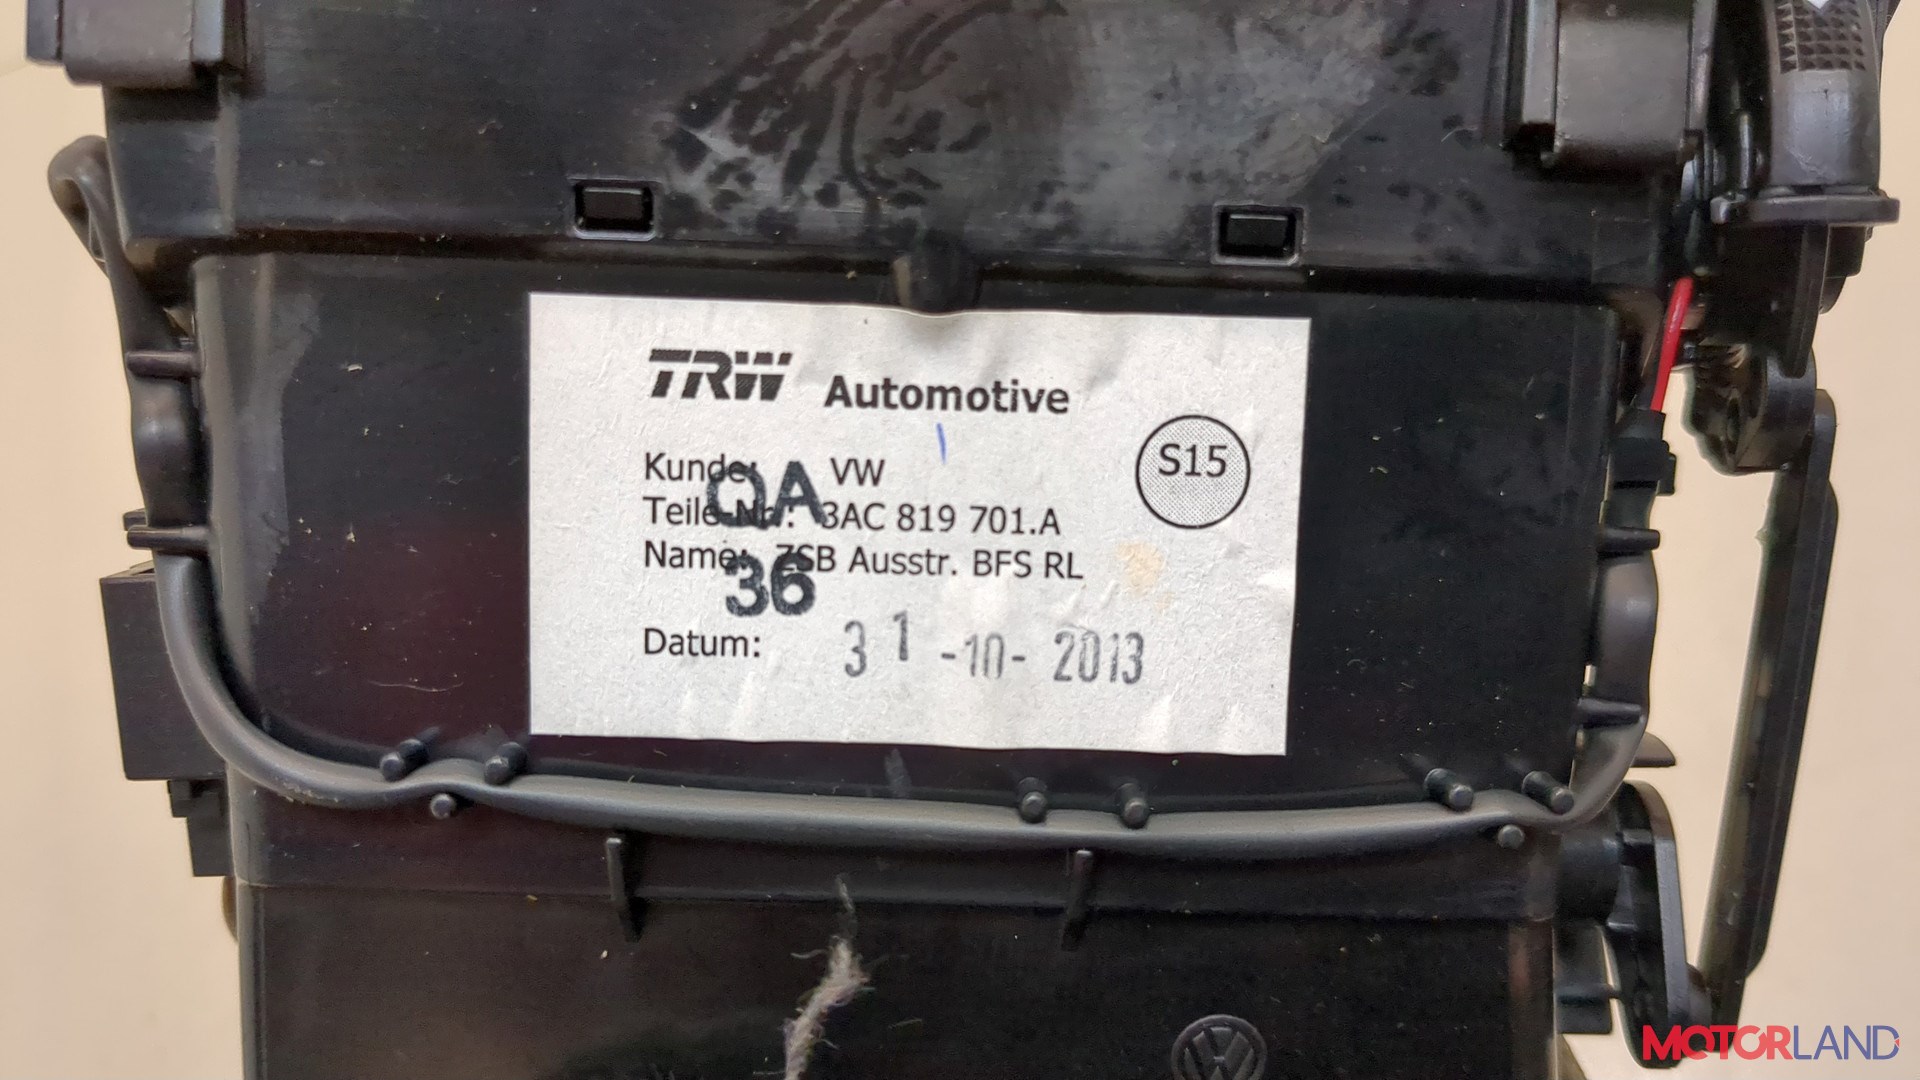 TRW Automotive
Kunde: VW
S15
QA
Teile-Nr.: 3AC 819 701.A
Name: ZSB Ausstr. BFS RL
36
Datum: 31 -10- 2013
MOTORLAND